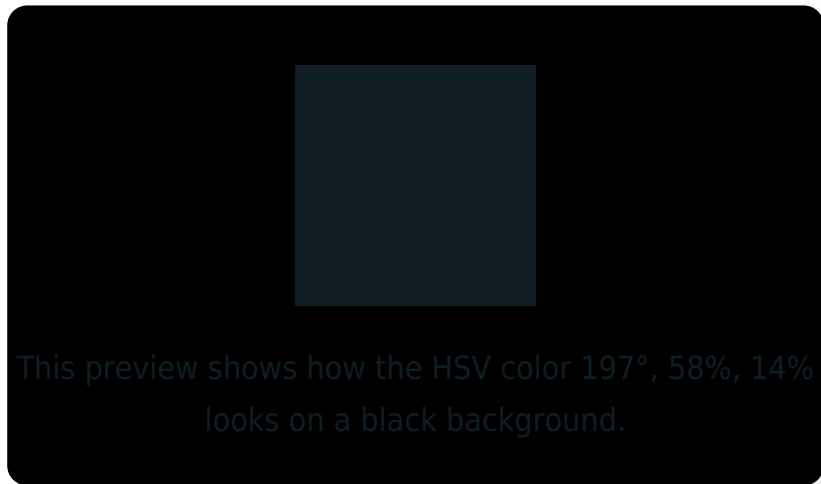 This preview shows how the HSV color 197°, 58%, 14%
looks on a black background.